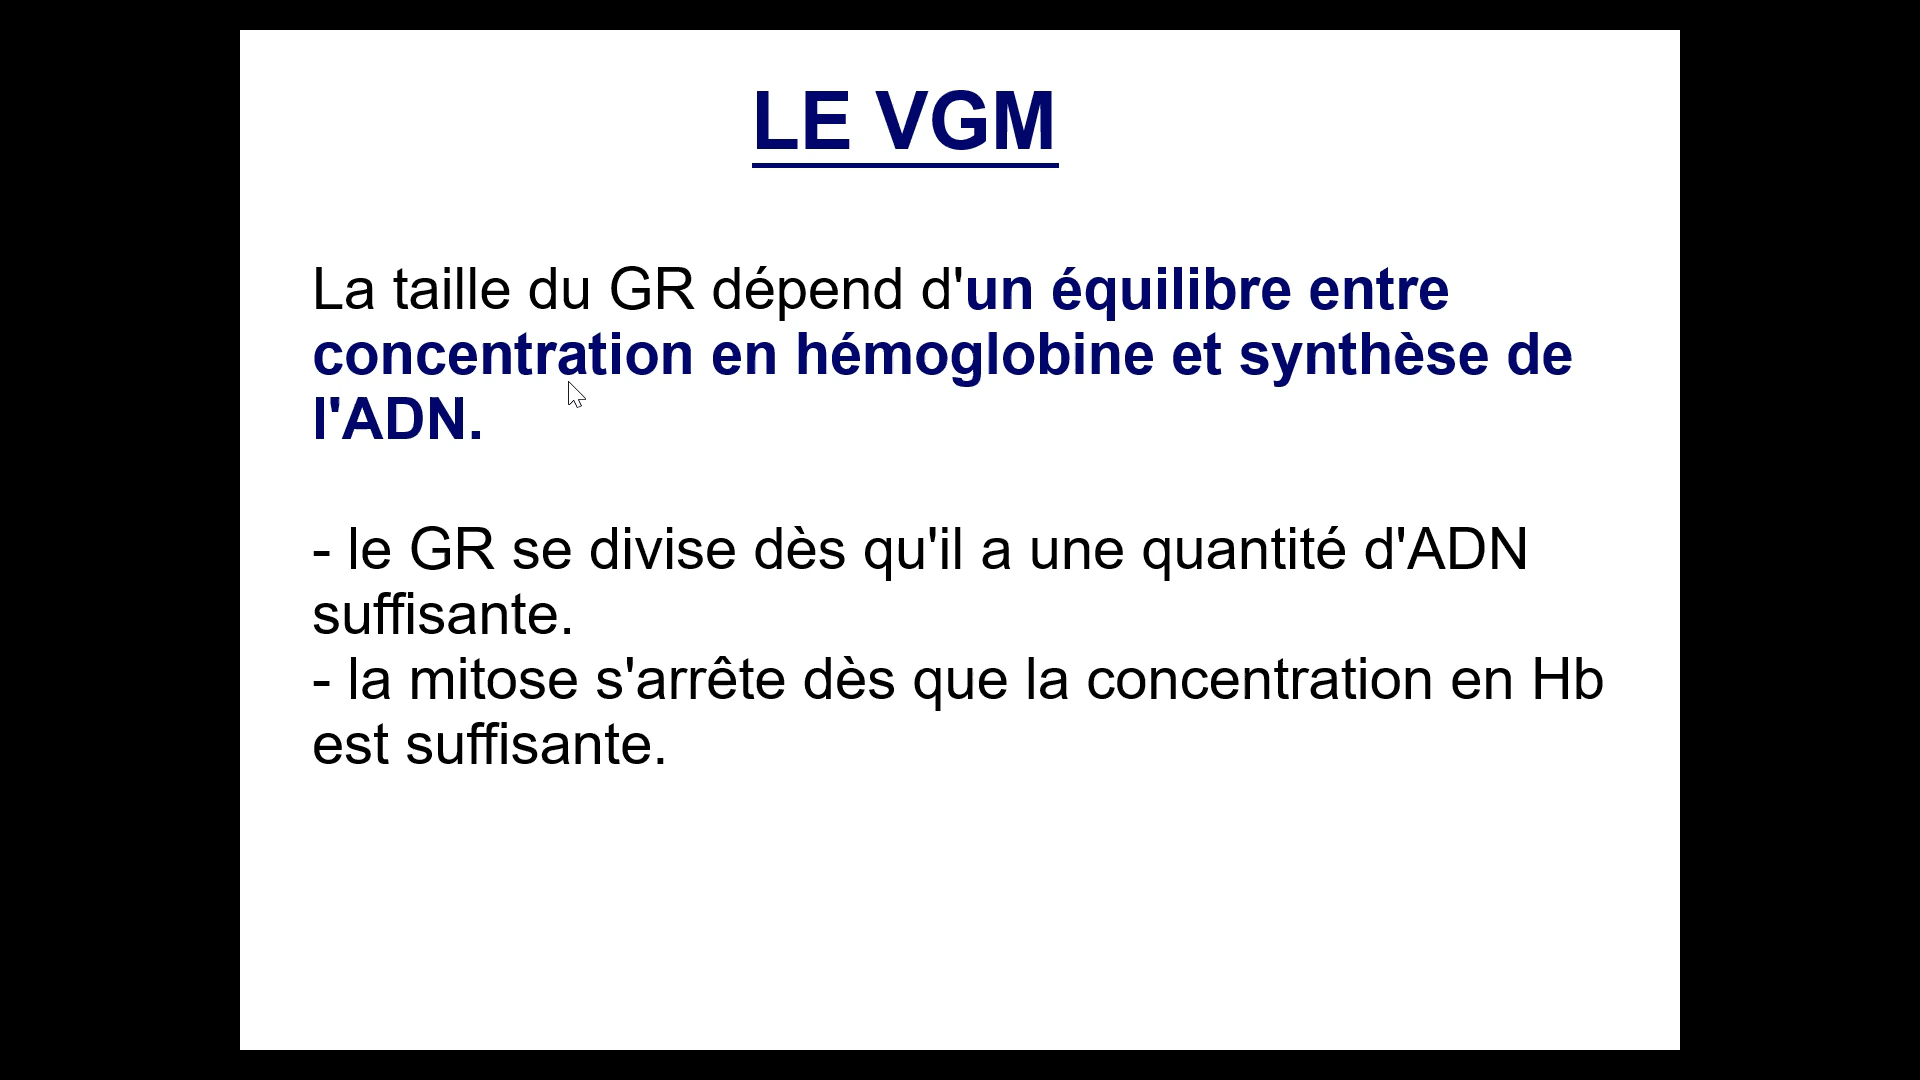 LE VGM
La taille du GR dépend d'un équilibre entre
concentration en hémoglobine et synthèse de
l'ADN.
- le GR se divise dès qu'il a une quantité d'ADN
suffisante.
- la mitose s'arrête dès que la concentration en Hb
est suffisante.